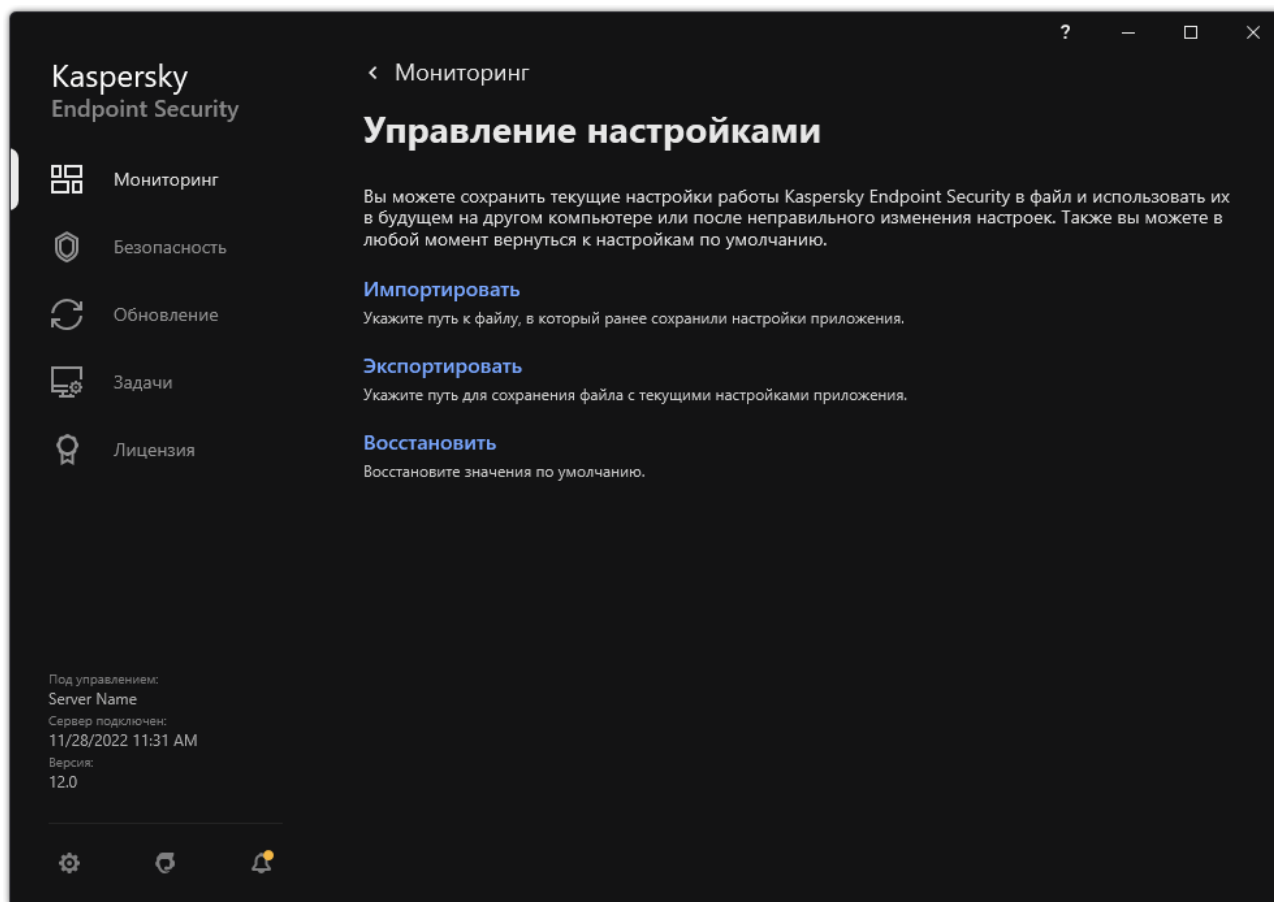 ?
Kaspersky
Endpoint Security
Мониторинг
Безопасность
Обновление
Задачи
Лицензия
Под управлением:
Server Name
Сервер подключен:
11/28/2022 11:31 AM
Версия:
12.0
Мониторинг
Управление настройками
Вы можете сохранить текущие настройки работы Kaspersky Endpoint Security в файл и использовать их
в будущем на другом компьютере или после неправильного изменения настроек. Также вы можете в
любой момент вернуться к настройкам по умолчанию.
Импортировать
Укажите путь к файлу, в который ранее сохранили настройки приложения.
Экспортировать
Укажите путь для сохранения файла с текущими настройками приложения.
Восстановить
Восстановите значения по умолчанию.